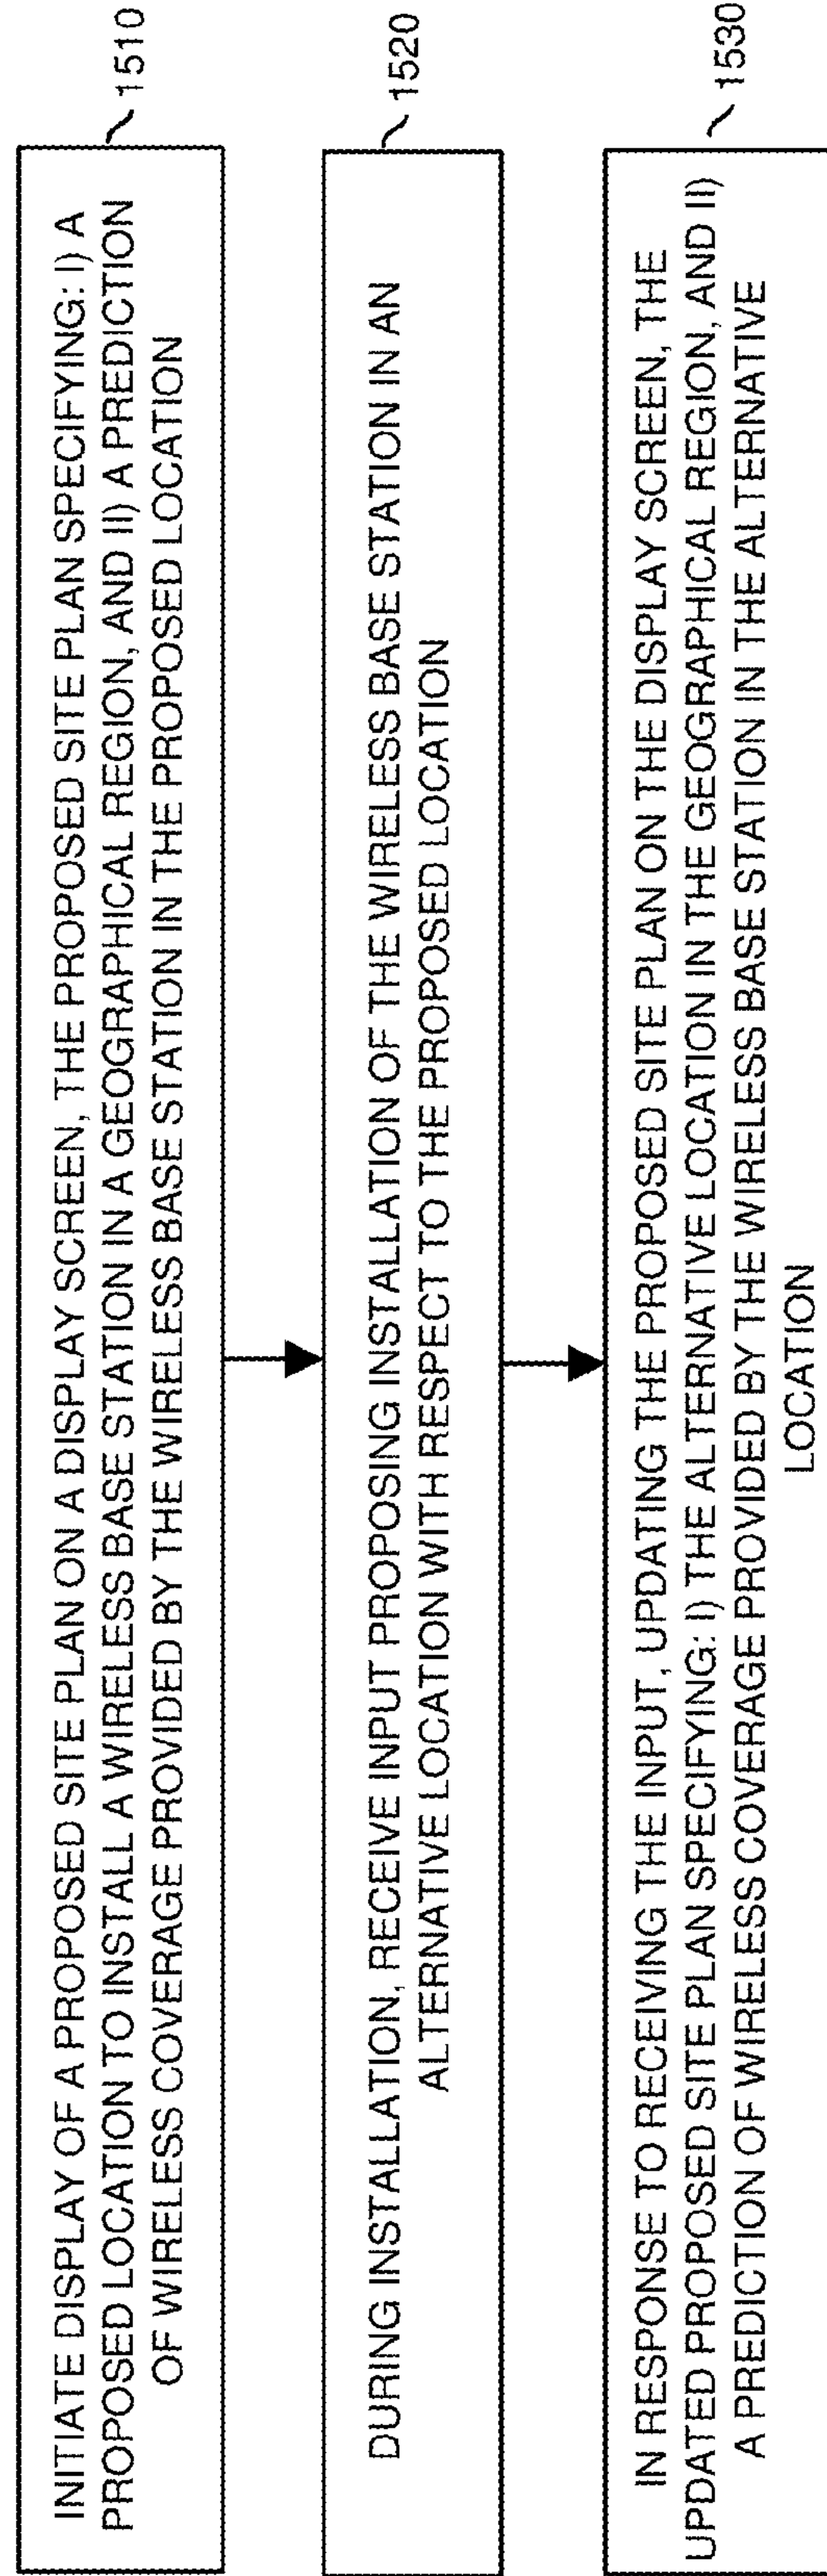 INITIATE DISPLAY OF A PROPOSED SITE PLAN ON A DISPLAY SCREEN, THE PROPOSED SITE PLAN SPECIFYING: I) A
PROPOSED LOCATION TO INSTALL A WIRELESS BASE STATION IN A GEOGRAPHICAL REGION, AND II) A PREDICTION
OF WIRELESS COVERAGE PROVIDED BY THE WIRELESS BASE STATION IN THE PROPOSED LOCATION
1510
DURING INSTALLATION, RECEIVE INPUT PROPOSING INSTALLATION OF THE WIRELESS BASE STATION IN AN
ALTERNATIVE LOCATION WITH RESPECT TO THE PROPOSED LOCATION
1520
IN RESPONSE TO RECEIVING THE INPUT, UPDATING THE PROPOSED SITE PLAN ON THE DISPLAY SCREEN, THE
UPDATED PROPOSED SITE PLAN SPECIFYING: I) THE ALTERNATIVE LOCATION IN THE GEOGRAPHICAL REGION, AND II)
A PREDICTION OF WIRELESS COVERAGE PROVIDED BY THE WIRELESS BASE STATION IN THE ALTERNATIVE
LOCATION
1530